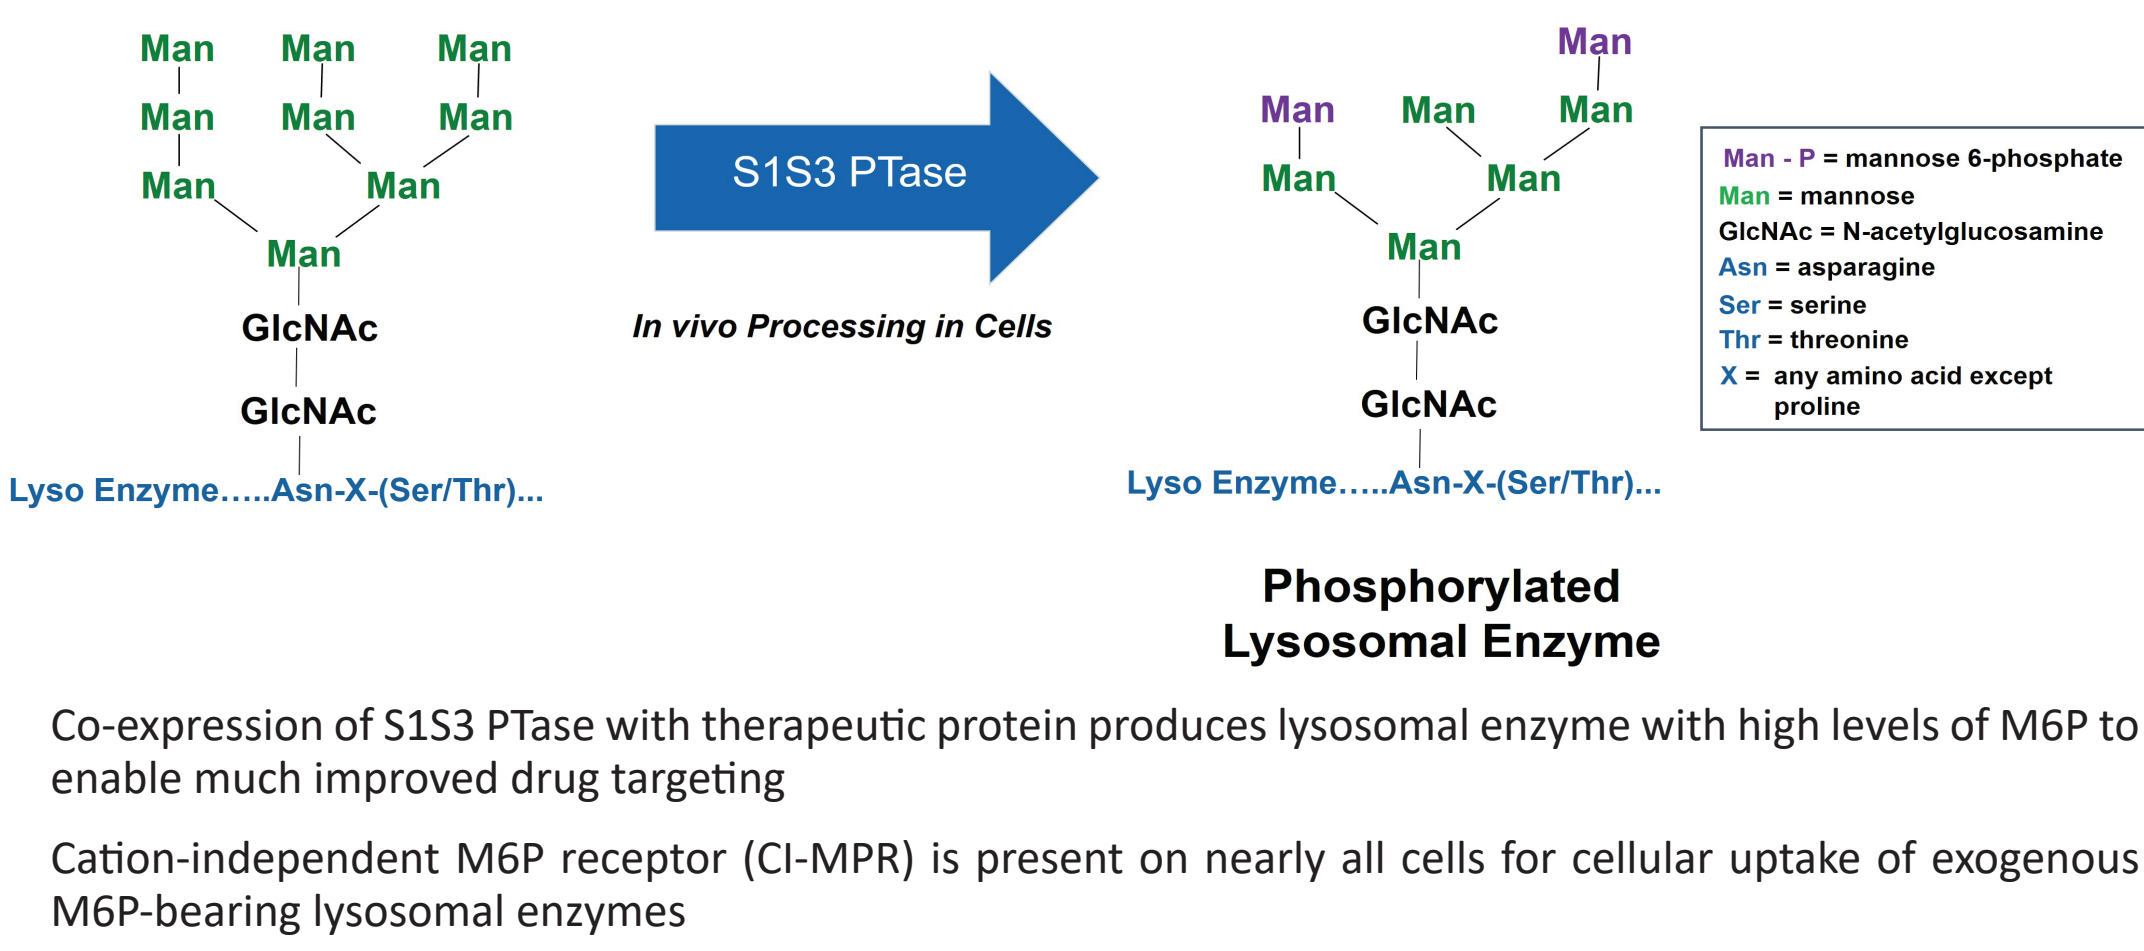 Man Man Man
Man Man Man
Man Man
Man
GlcNAc
GlcNAc
Lyso Enzyme…..Asn-X-(Ser/Thr)...
S1S3 PTase
In vivo Processing in Cells
Man
Man Man Man
Man Man
Man
GlcNAc
GlcNAc
Lyso Enzyme…..Asn-X-(Ser/Thr)...
Phosphorylated
Lysosomal Enzyme
Man - P = mannose 6-phosphate
Man = mannose
GlcNAc = N-acetylglucosamine
Asn = asparagine
Ser = serine
Thr = threonine
X = any amino acid except
proline
Co-expression of S1S3 PTase with therapeutic protein produces lysosomal enzyme with high levels of M6P to
enable much improved drug targeting
Cation-independent M6P receptor (CI-MPR) is present on nearly all cells for cellular uptake of exogenous
M6P-bearing lysosomal enzymes